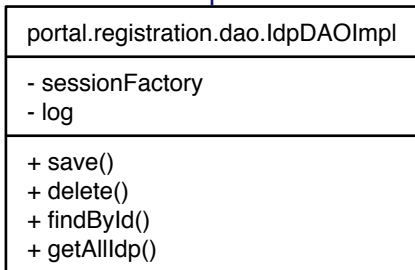 portal.registration.dao.IdpDAOImpl
- sessionFactory
- log
+ save()
+ delete()
+ findById()
+ getAllIdp()